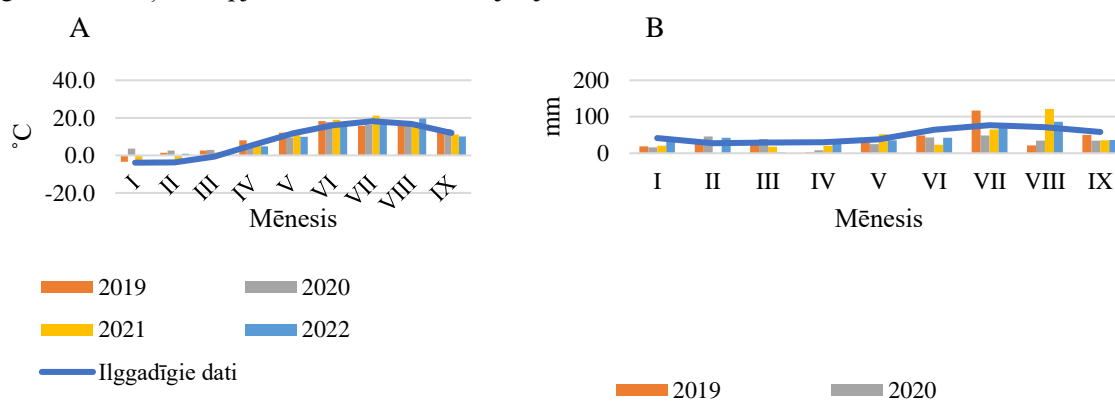 A
B
40.0
20.0
0.0
-20.0
°C
I
II
III
IV
V
VI
VII
VIII
IX
Mēnesis
200
100
0
mm
I
II
III
IV
V
VI
VII
VIII
IX
Mēnesis
2019
2020
2021
2022
Ilggadīgie dati
2019
2020